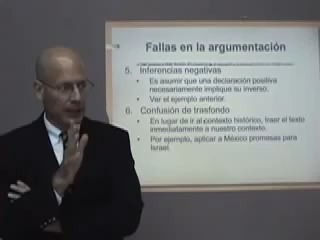 Fallas en la argumentación
5. Inferencias negativas
• Es asumir que una declaración positiva
necesariamente implique su inverso.
• Ver el ejemplo anterior.
6. Confusión de trasfondo
• En lugar de ir al contexto histórico, traer el texto
inmediatamente a nuestro contexto.
• Por ejemplo, aplicar a México promesas para
Israel.